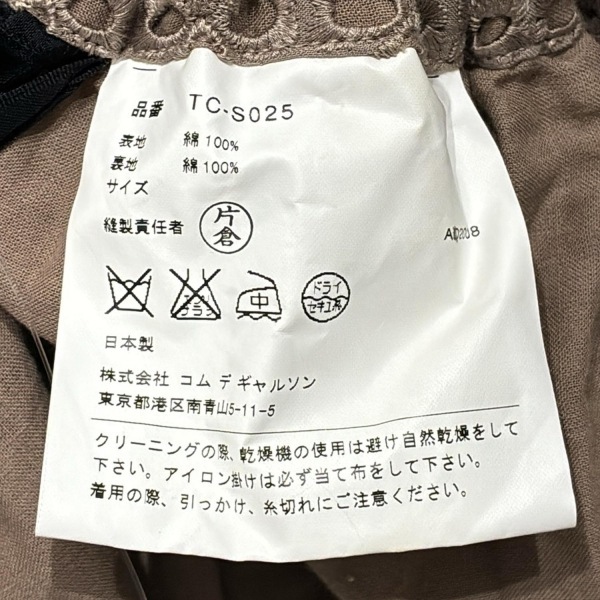 品番 TC-S025
表地 綿100%
裏地 綿100%
サイズ
縫製責任者 片倉
中 ドライ セキユ系
日本製
株式会社 コム デ ギャルソン
東京都港区南青山5-11-5
クリーニングの際、乾燥機の使用は避け自然乾燥をして
下さい。アイロン掛けは必ず当て布をして下さい。
着用の際、引っかけ、糸切れにご注意ください。